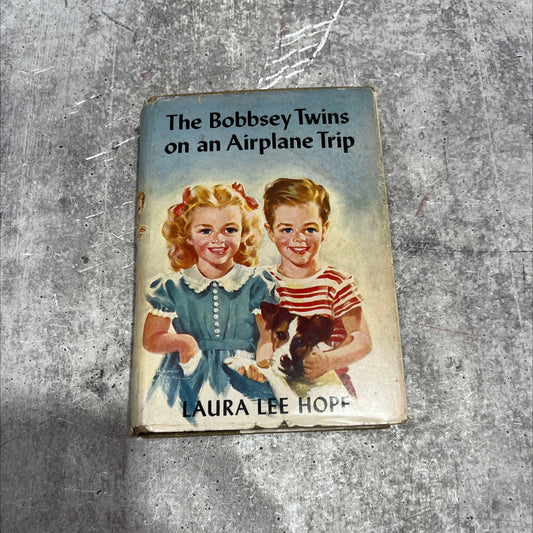 The Bobbsey Twins
on an Airplane Trip
LAURA LEE HOPE